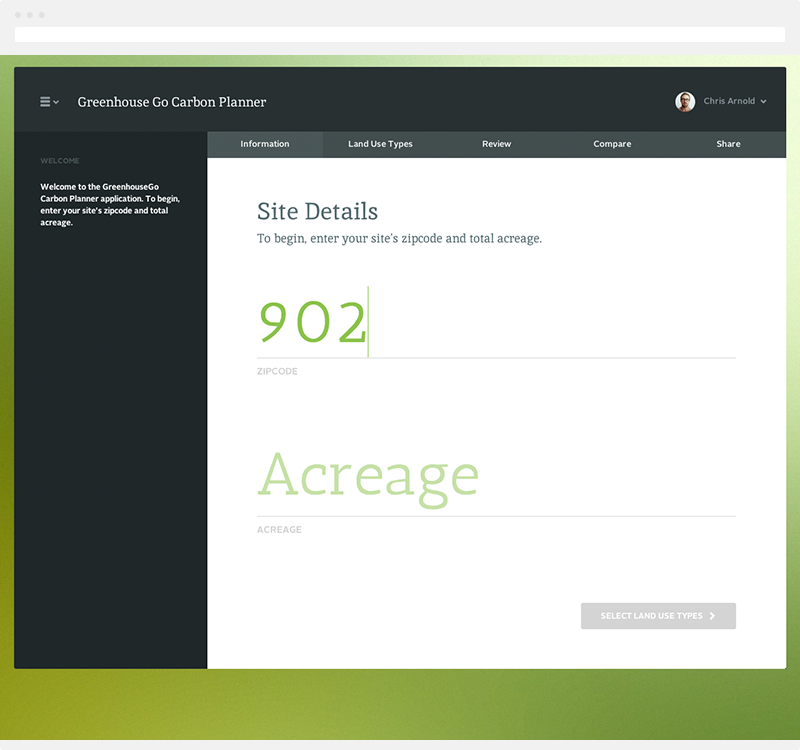 Greenhouse Go Carbon Planner
Chris Arnold
Information
Land Use Types
Review
Compare
Share
WELCOME
Welcome to the GreenhouseGo
Carbon Planner application. To begin,
enter your site's zipcode and total
acreage.
Site Details
To begin, enter your site's zipcode and total acreage.
902
ZIPCODE
Acreage
ACREAGE
SELECT LAND USE TYPES